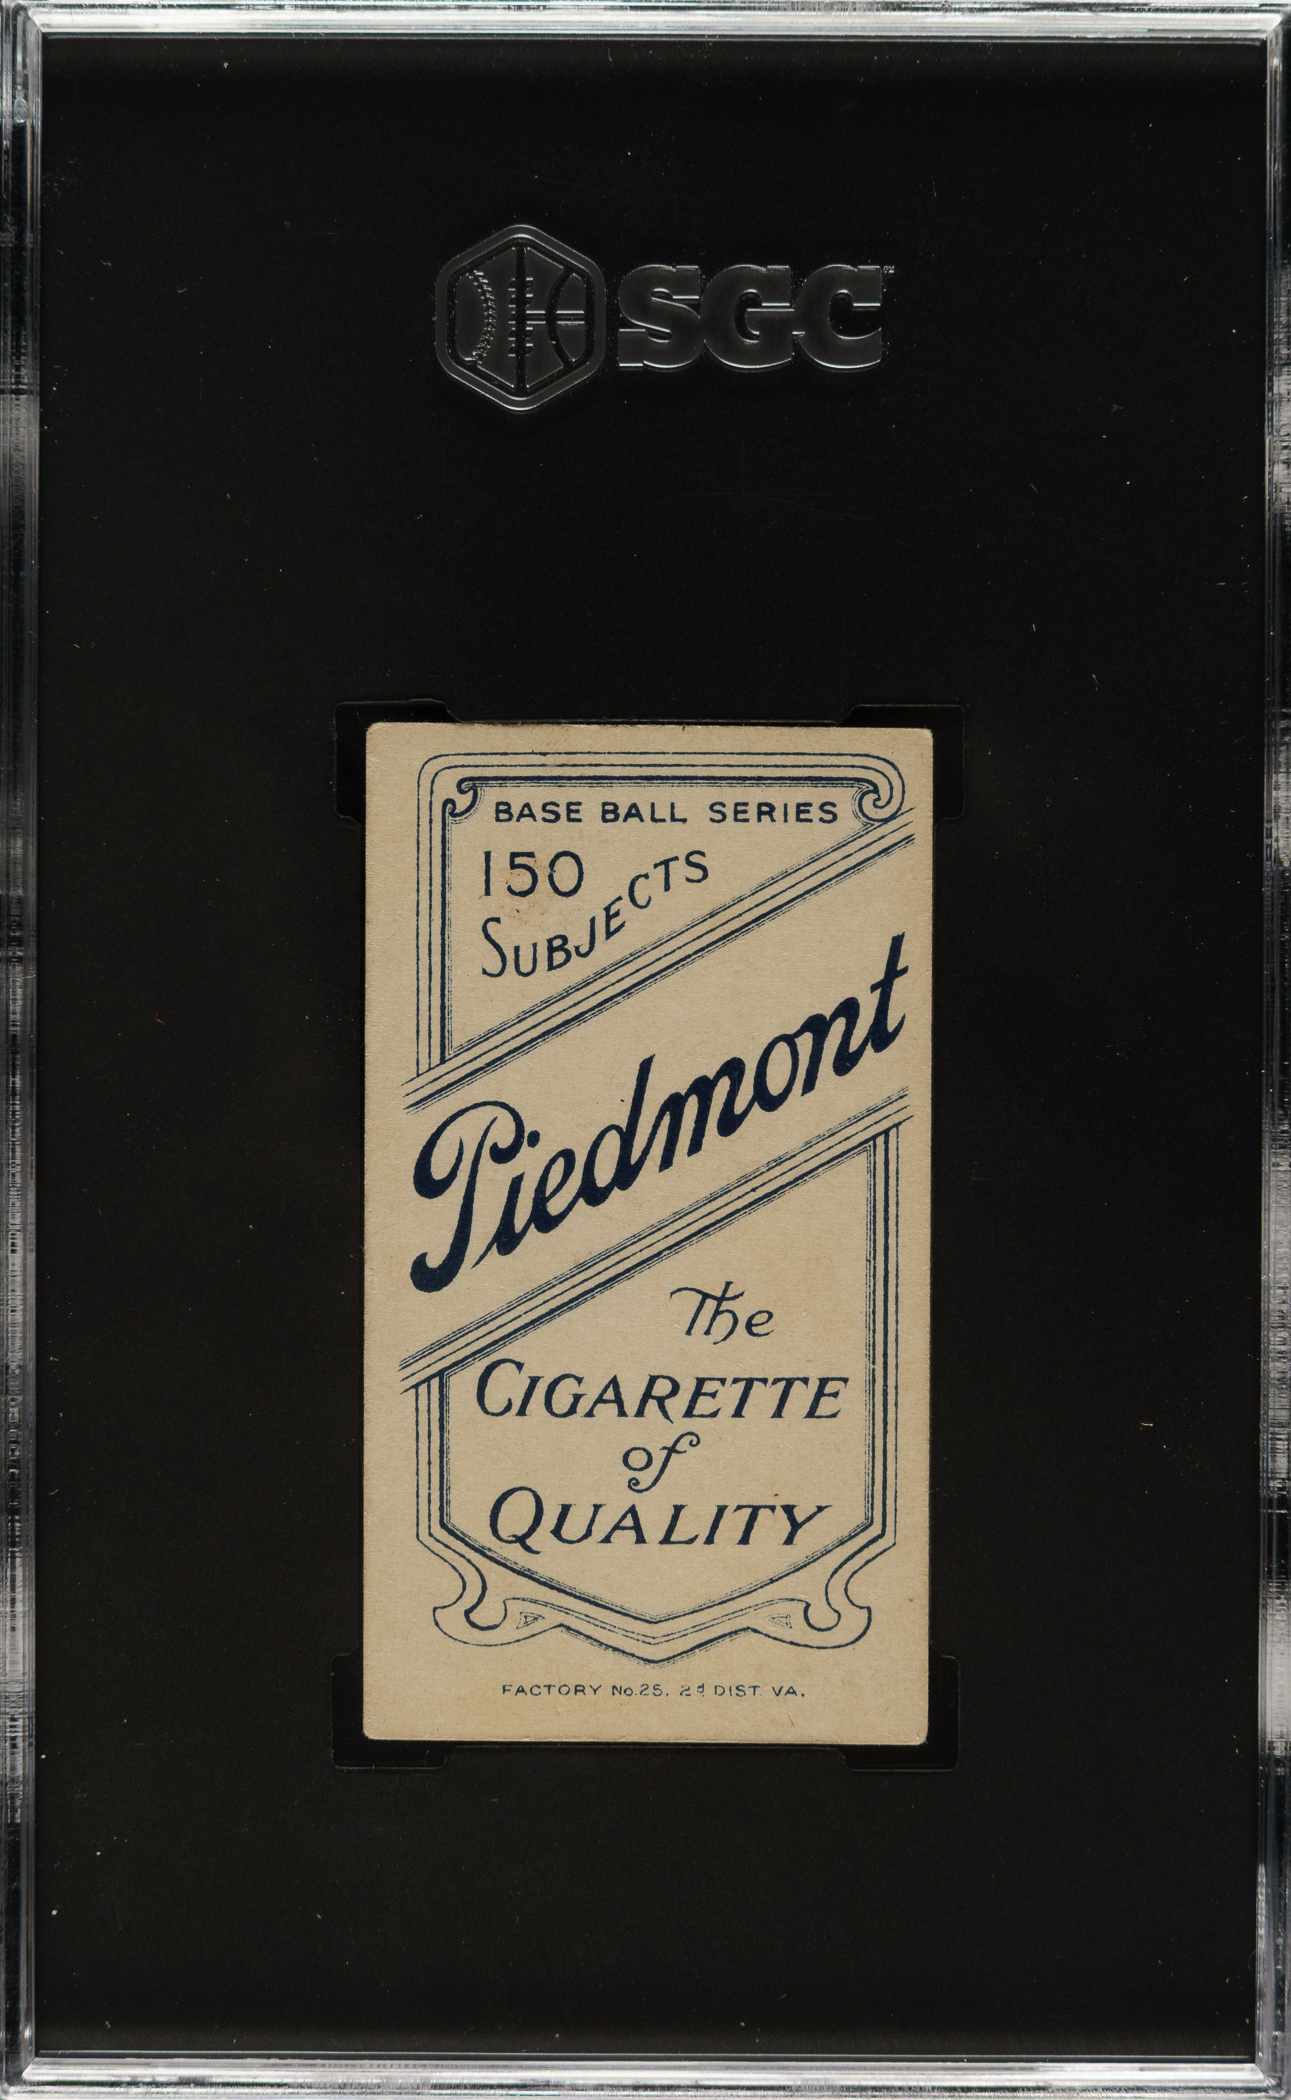 SGC
BASE BALL SERIES
150
SUBJECTS
Piedmont
The
CIGARETTE
of
QUALITY
FACTORY No. 25. 2d DIST. VA.